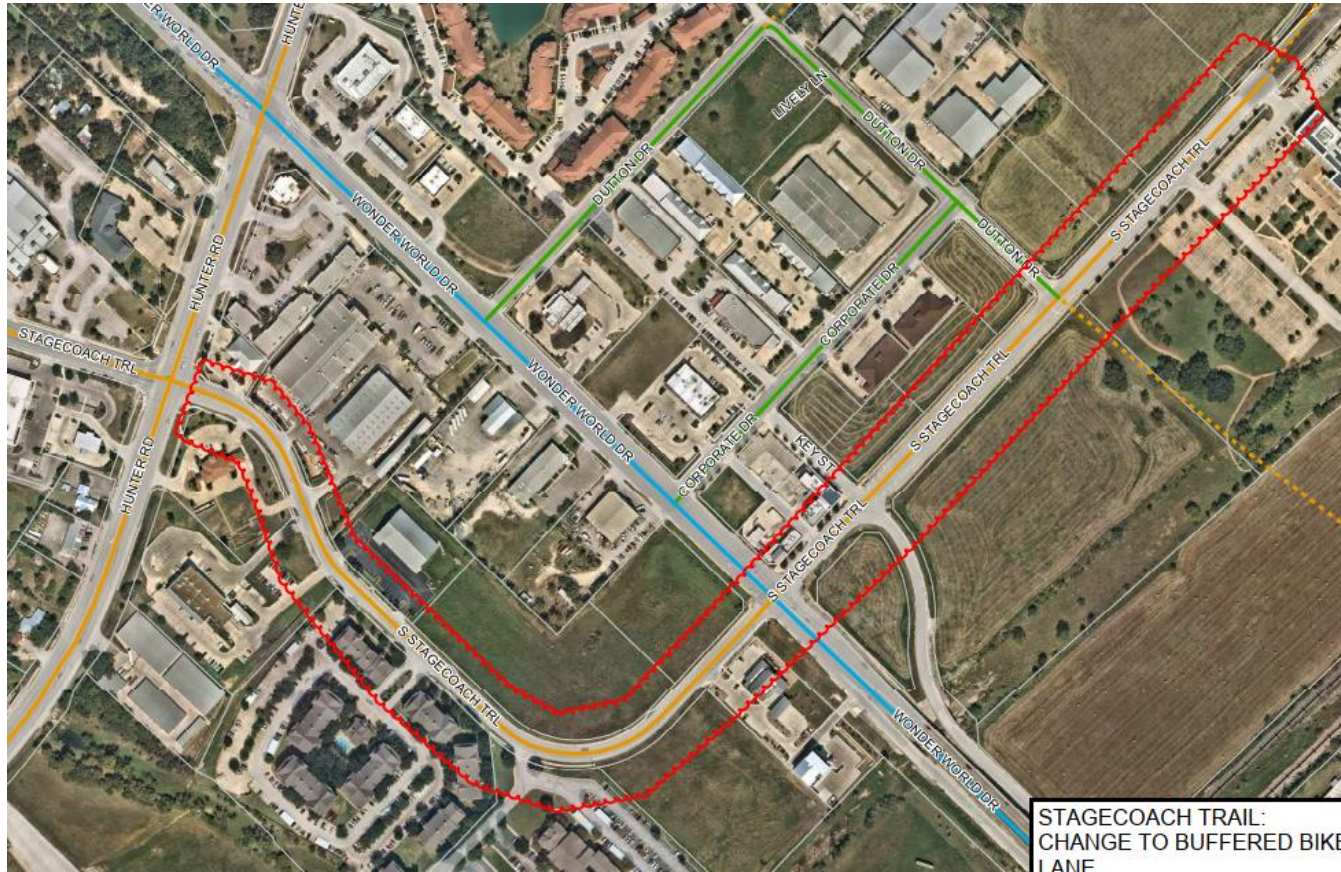 ER WORLD DR
HUNT
LIVELY LN
DUTTON DR
DUTTON DR
WONDER WORLD DR
HUNTER RD
DUTTON DR
S STAGECOACH TRL
STAGECOACH TRL
CORPORATE DR
WONDER WORLD DR
S STAGECOACH TRL
CORPORATE DR
KEY ST
HUNTER RD
S STAGECOACH TRL
S STAGECOACH TRL
WONDER WORLD DR
STAGECOACH TRAIL:
CHANGE TO BUFFERED BIKE
LANE